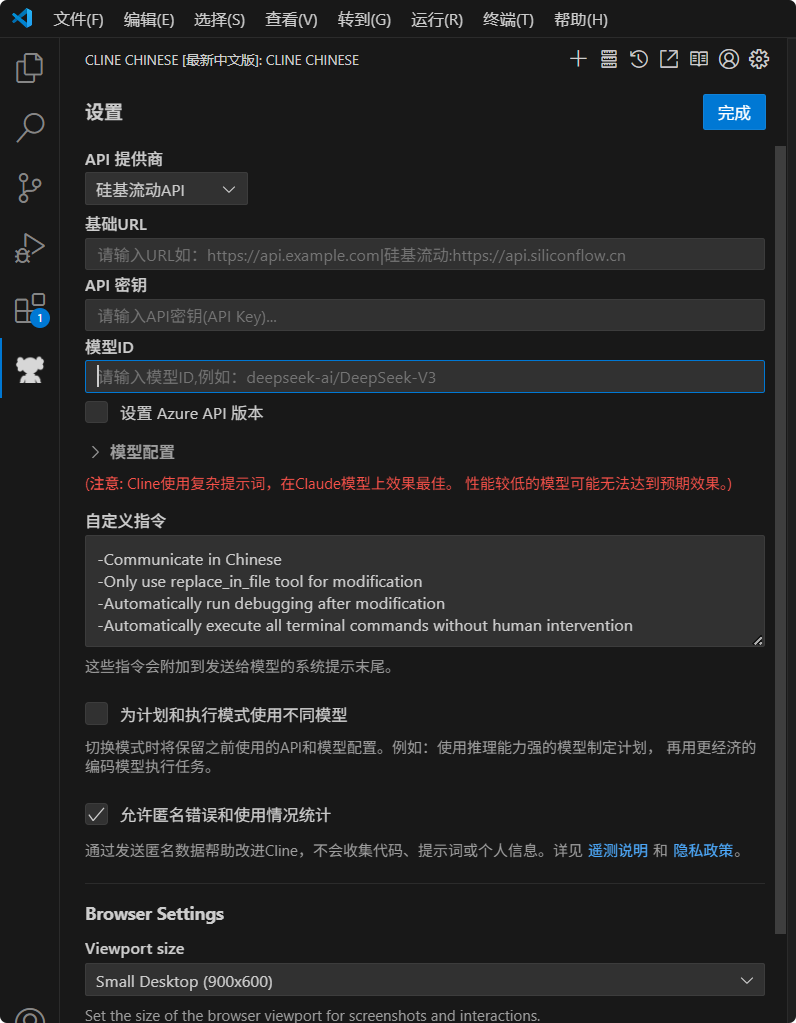 文件(F) 编辑(E) 选择(S) 查看(V) 转到(G) 运行(R) 终端(T) 帮助(H)
CLINE CHINESE [最新中文版]: CLINE CHINESE
设置
完成
API 提供商
硅基流动API
基础URL
请输入URL如：https://api.example.com|硅基流动:https://api.siliconflow.cn
API 密钥
请输入API密钥(API Key)...
模型ID
请输入模型ID,例如：deepseek-ai/DeepSeek-V3
设置 Azure API 版本
模型配置
(注意: Cline使用复杂提示词，在Claude模型上效果最佳。 性能较低的模型可能无法达到预期效果。)
自定义指令
-Communicate in Chinese
-Only use replace_in_file tool for modification
-Automatically run debugging after modification
-Automatically execute all terminal commands without human intervention
这些指令会附加到发送给模型的系统提示末尾。
为计划和执行模式使用不同模型
切换模式时将保留之前使用的API和模型配置。例如：使用推理能力强的模型制定计划， 再用更经济的
编码模型执行任务。
允许匿名错误和使用情况统计
通过发送匿名数据帮助改进Cline，不会收集代码、提示词或个人信息。详见 遥测说明 和 隐私政策。
Browser Settings
Viewport size
Small Desktop (900x600)
Set the size of the browser viewport for screenshots and interactions.
1